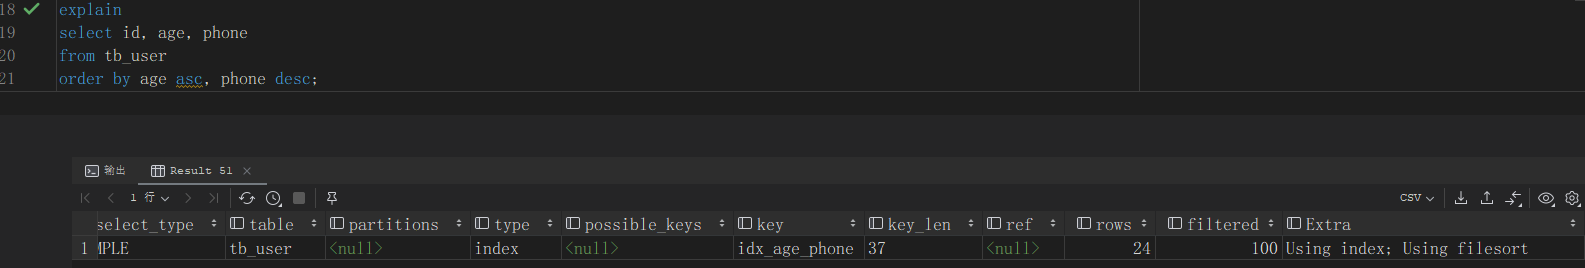 18 explain
19 select id, age, phone
20 from tb_user
21 order by age asc, phone desc;
输出 Result 51
1 行 CSV
select_type table partitions type possible_keys key key_len ref rows filtered Extra
1 MPLE tb_user <null> index <null> idx_age_phone 37 <null> 24 100 Using index; Using filesort